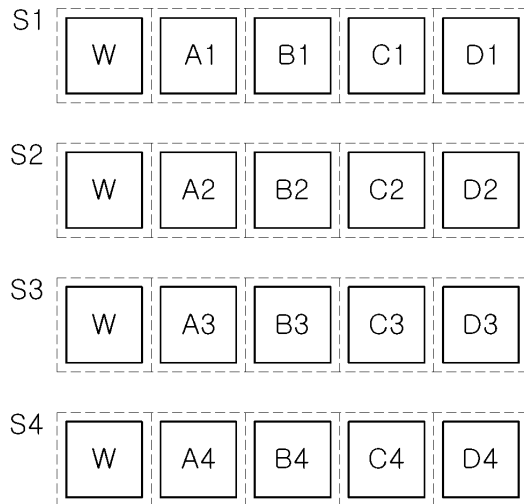 S1 W A1 B1 C1 D1
S2 W A2 B2 C2 D2
S3 W A3 B3 C3 D3
S4 W A4 B4 C4 D4